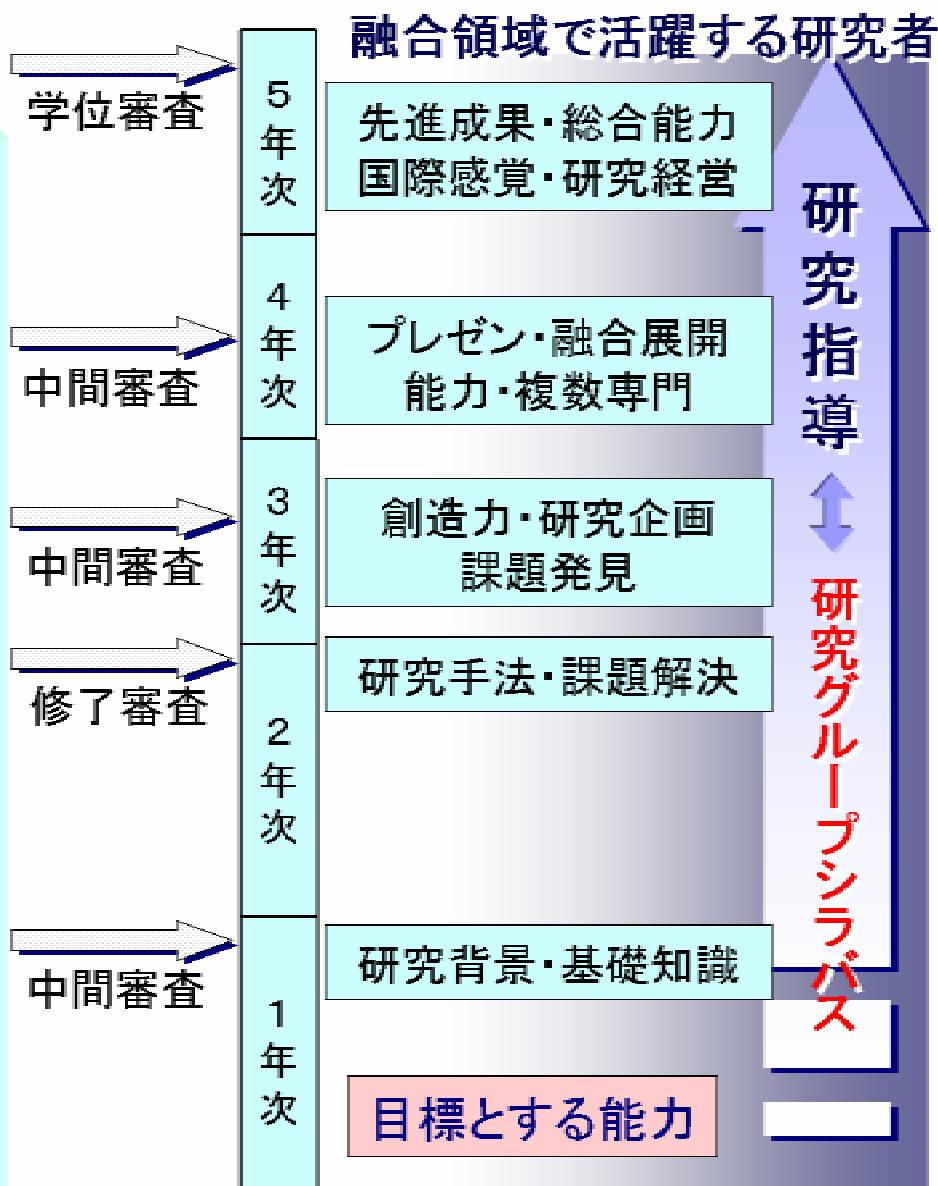 融合領域で活躍する研究者
学位審査
5年次
先進成果・総合能力
国際感覚・研究経営
研究指導
中間審査
4年次
プレゼン・融合展開
能力・複数専門
中間審査
3年次
創造力・研究企画
課題発見
研究グループシラバス
修了審査
2年次
研究手法・課題解決
中間審査
1年次
研究背景・基礎知識
目標とする能力